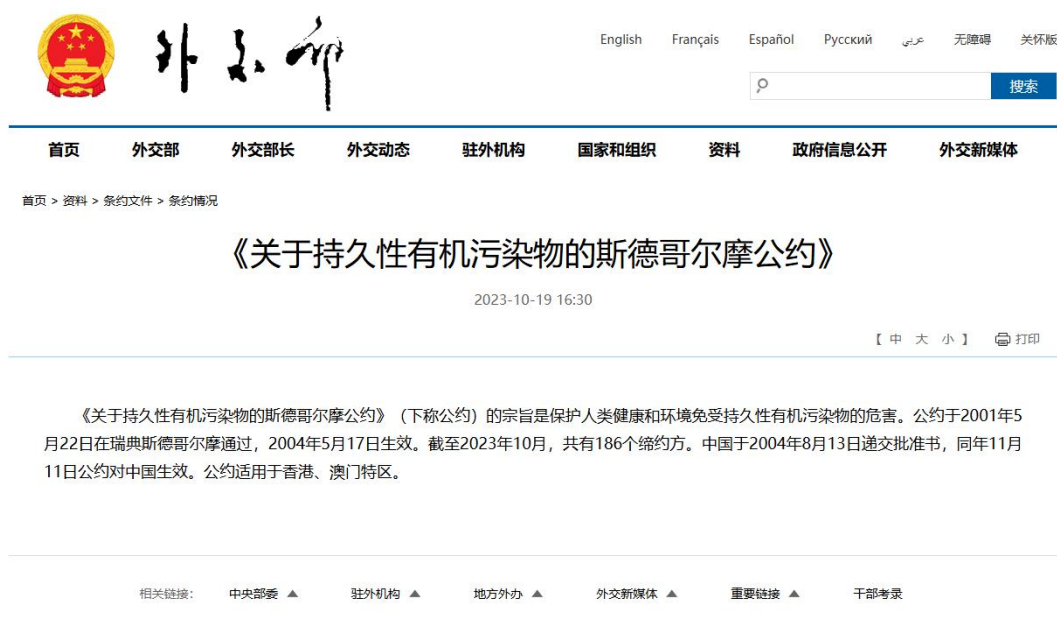 外交部
English Français Español Русский عربي 无障碍 关怀版
搜索
首页 外交部 外交部长 外交动态 驻外机构 国家和组织 资料 政府信息公开 外交新媒体
首页 > 资料 > 条约文件 > 条约情况
《关于持久性有机污染物的斯德哥尔摩公约》
2023-10-19 16:30
【 中 大 小 】 打印
《关于持久性有机污染物的斯德哥尔摩公约》（下称公约）的宗旨是保护人类健康和环境免受持久性有机污染物的危害。公约于2001年5
月22日在瑞典斯德哥尔摩通过，2004年5月17日生效。截至2023年10月，共有186个缔约方。中国于2004年8月13日递交批准书，同年11月
11日公约对中国生效。公约适用于香港、澳门特区。
相关链接： 中央部委 ▲ 驻外机构 ▲ 地方外办 ▲ 外交新媒体 ▲ 重要链接 ▲ 干部考录